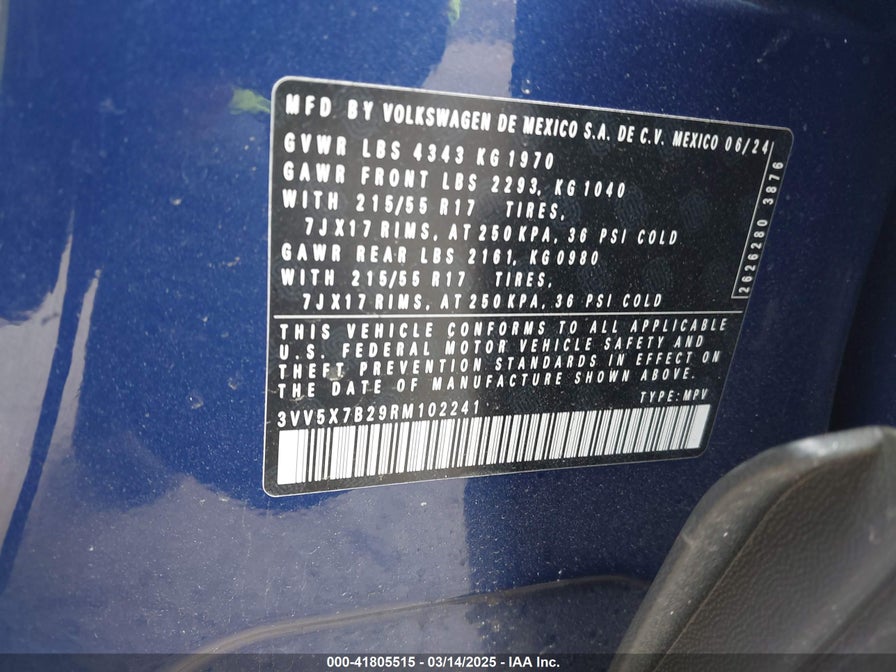 MFD BY VOLKSWAGEN DE MEXICO S.A. DE C.V. MEXICO 06/24
GVWR LBS 4343 KG 1970
GAWR FRONT LBS 2293, KG 1040
WITH 215/55 R17 TIRES,
7JX17 RIMS, AT 250 KPA, 36 PSI COLD
GAWR REAR LBS 2161, KG 0980
WITH 215/55 R17 TIRES,
7JX17 RIMS, AT 250 KPA, 36 PSI COLD
2626280 3876
THIS VEHICLE CONFORMS TO ALL APPLICABLE
U.S. FEDERAL MOTOR VEHICLE SAFETY AND
THEFT PREVENTION STANDARDS IN EFFECT ON
THE DATE OF MANUFACTURE SHOWN ABOVE.
3VV5X7B29RM102241 TYPE: MPV
000-41805515 - 03/14/2025 - IAA Inc.